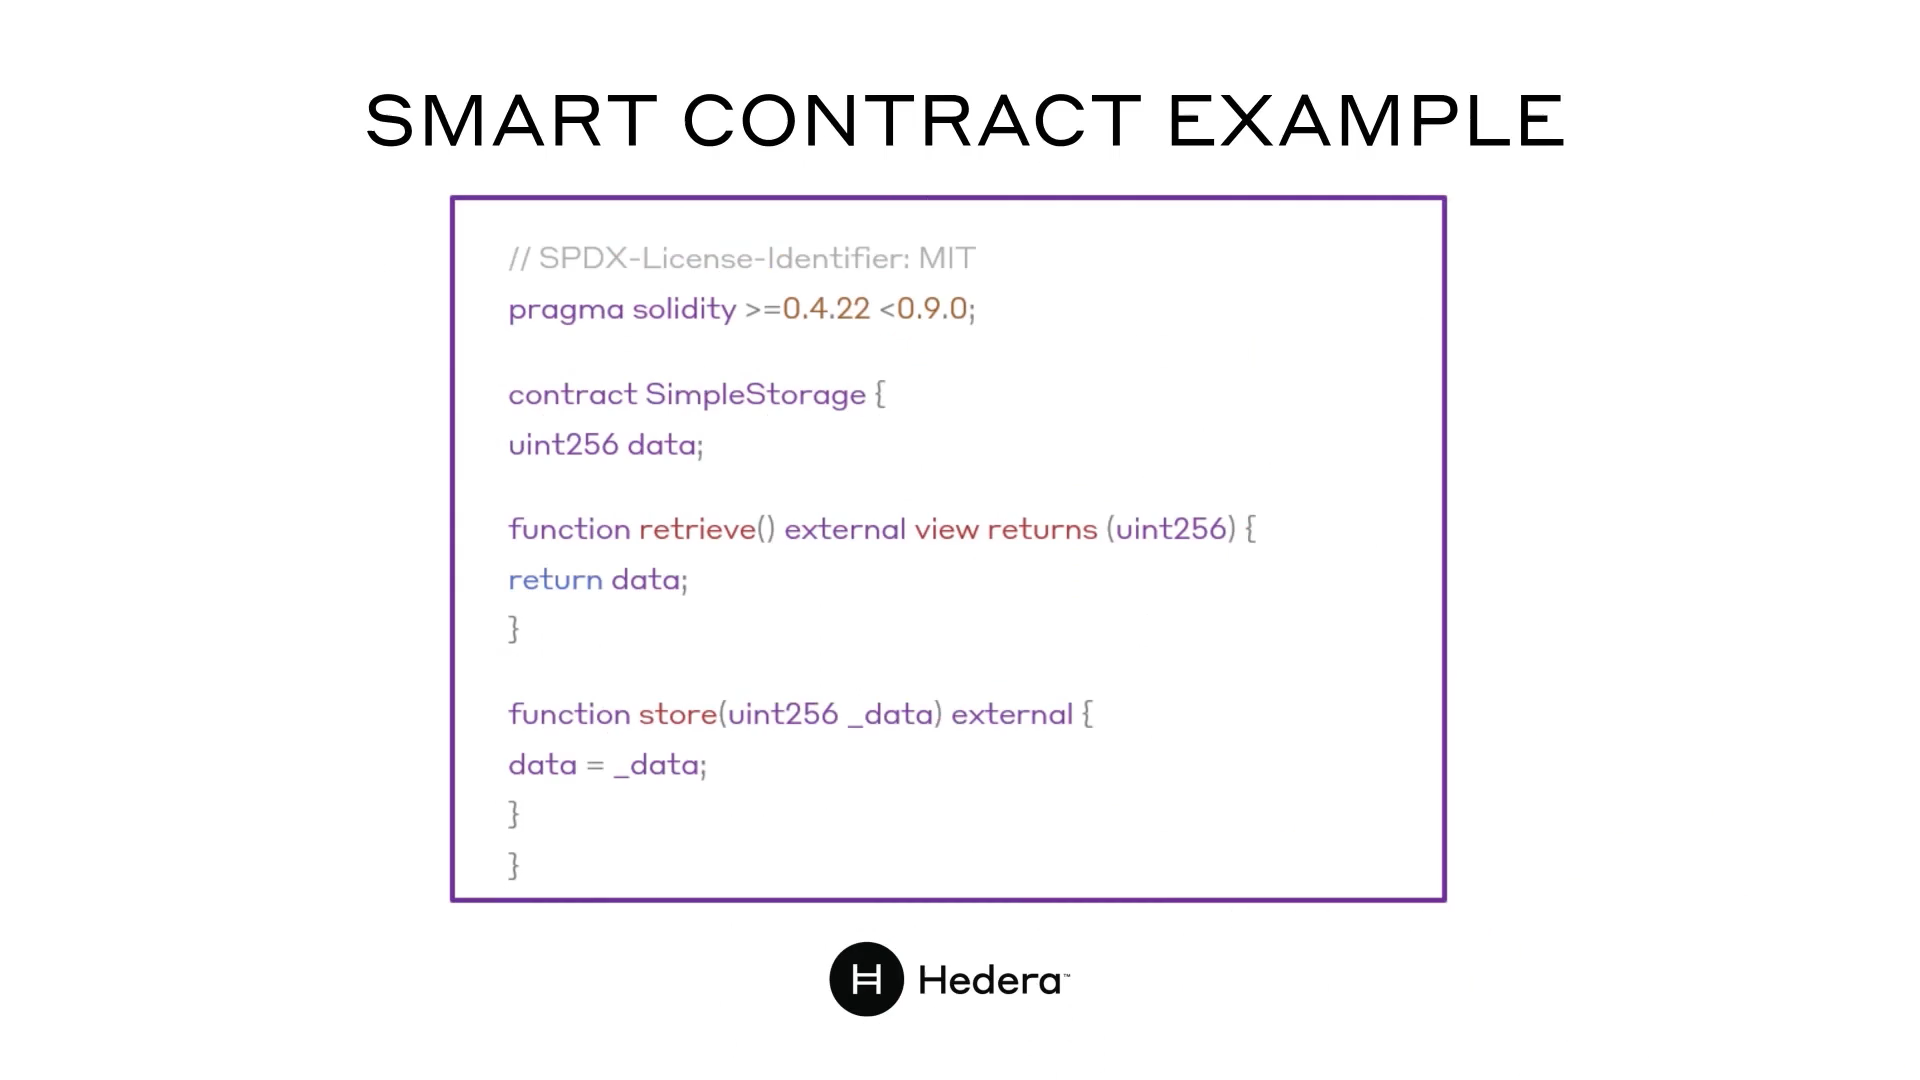 SMART CONTRACT EXAMPLE
// SPDX-License-Identifier: MIT
pragma solidity >=0.4.22 <0.9.0;
contract SimpleStorage {
uint256 data;
function retrieve() external view returns (uint256) {
return data;
}
function store(uint256 _data) external {
data = _data;
}
}
H Hedera™